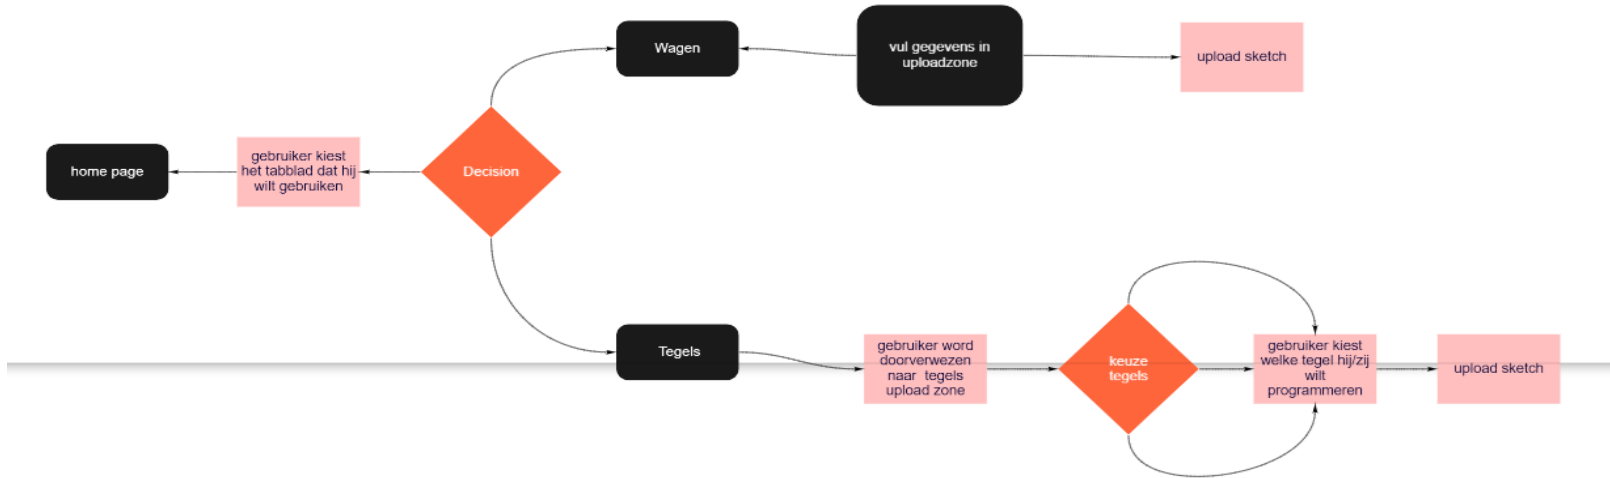 Wagen
vul gegevens in
uploadzone
upload sketch
home page
gebruiker kiest
het tabblad dat hij
wilt gebruiken
Decision
Tegels
gebruiker word
doorverwezen
naar tegels
upload zone
keuze
tegels
gebruiker kiest
welke tegel hij/zij
wilt
programmeren
upload sketch